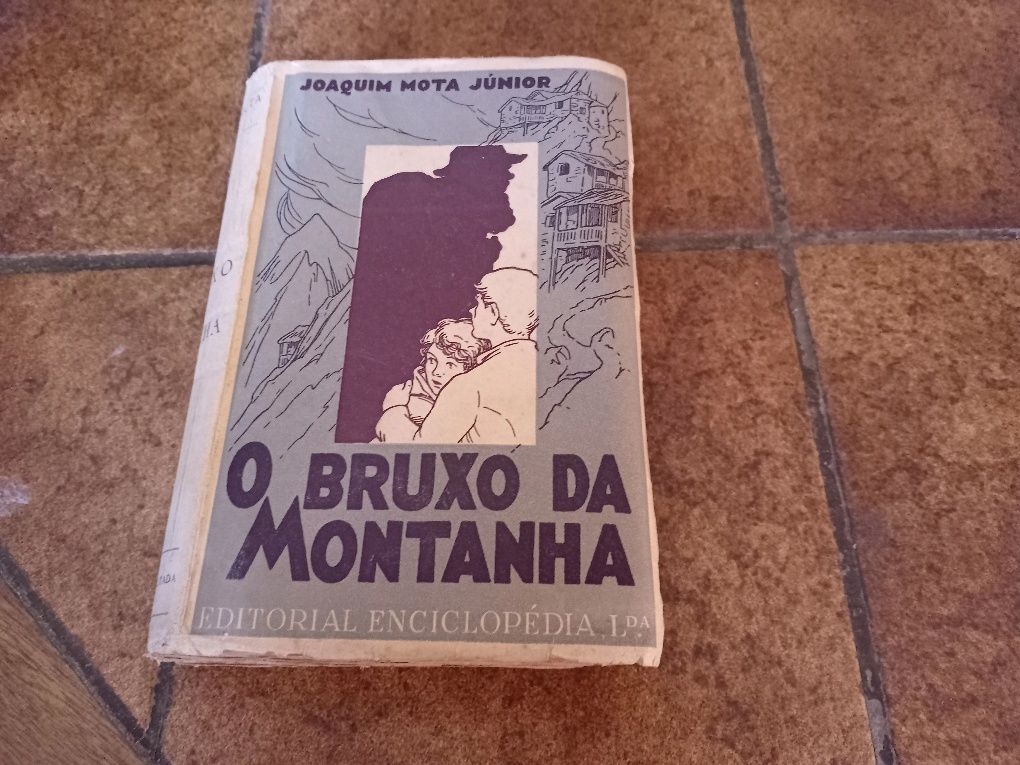 JOAQUIM MOTA JÚNIOR
O BRUXO DA
MONTANHA
EDITORIAL ENCICLOPÉDIA, L.DA